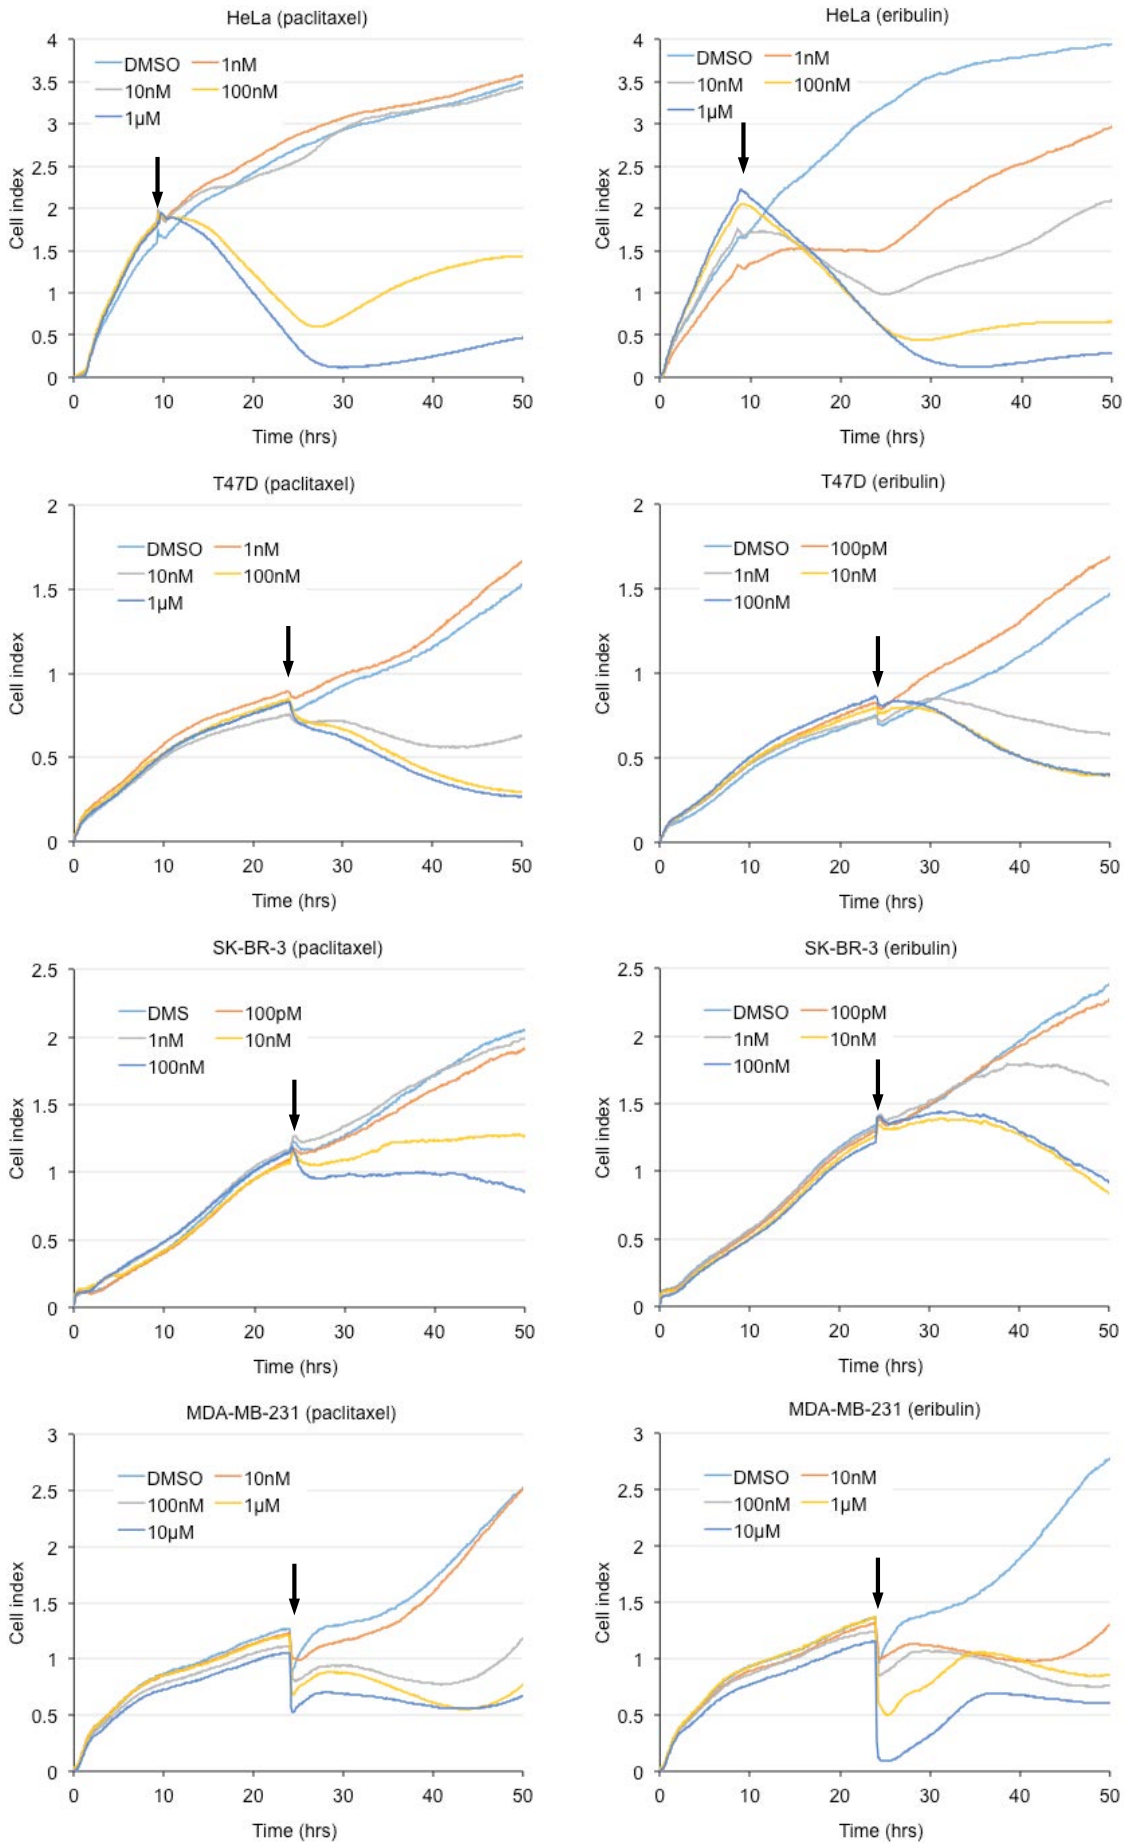 HeLa (paclitaxel)
4
3.5
3
2.5
2
1.5
1
0.5
0
DMSO 1nM
10nM 100nM
1µM
Cell index
0 10 20 30 40 50
Time (hrs)
HeLa (eribulin)
4
3.5
3
2.5
2
1.5
1
0.5
0
DMSO 1nM
10nM 100nM
1µM
Cell index
0 10 20 30 40 50
Time (hrs)
T47D (paclitaxel)
2
1.5
1
0.5
0
DMSO 1nM
10nM 100nM
1µM
Cell index
0 10 20 30 40 50
Time (hrs)
T47D (eribulin)
2
1.5
1
0.5
0
DMSO 100pM
1nM 10nM
100nM
Cell index
0 10 20 30 40 50
Time (hrs)
SK-BR-3 (paclitaxel)
2.5
2
1.5
1
0.5
0
DMS 100pM
1nM 10nM
100nM
Cell index
0 10 20 30 40 50
Time (hrs)
SK-BR-3 (eribulin)
2.5
2
1.5
1
0.5
0
DMSO 100pM
1nM 10nM
100nM
Cell index
0 10 20 30 40 50
Time (hrs)
MDA-MB-231 (paclitaxel)
3
2.5
2
1.5
1
0.5
0
DMSO 10nM
100nM 1µM
10µM
Cell index
0 10 20 30 40 50
Time (hrs)
MDA-MB-231 (eribulin)
3
2.5
2
1.5
1
0.5
0
DMSO 10nM
100nM 1µM
10µM
Cell index
0 10 20 30 40 50
Time (hrs)